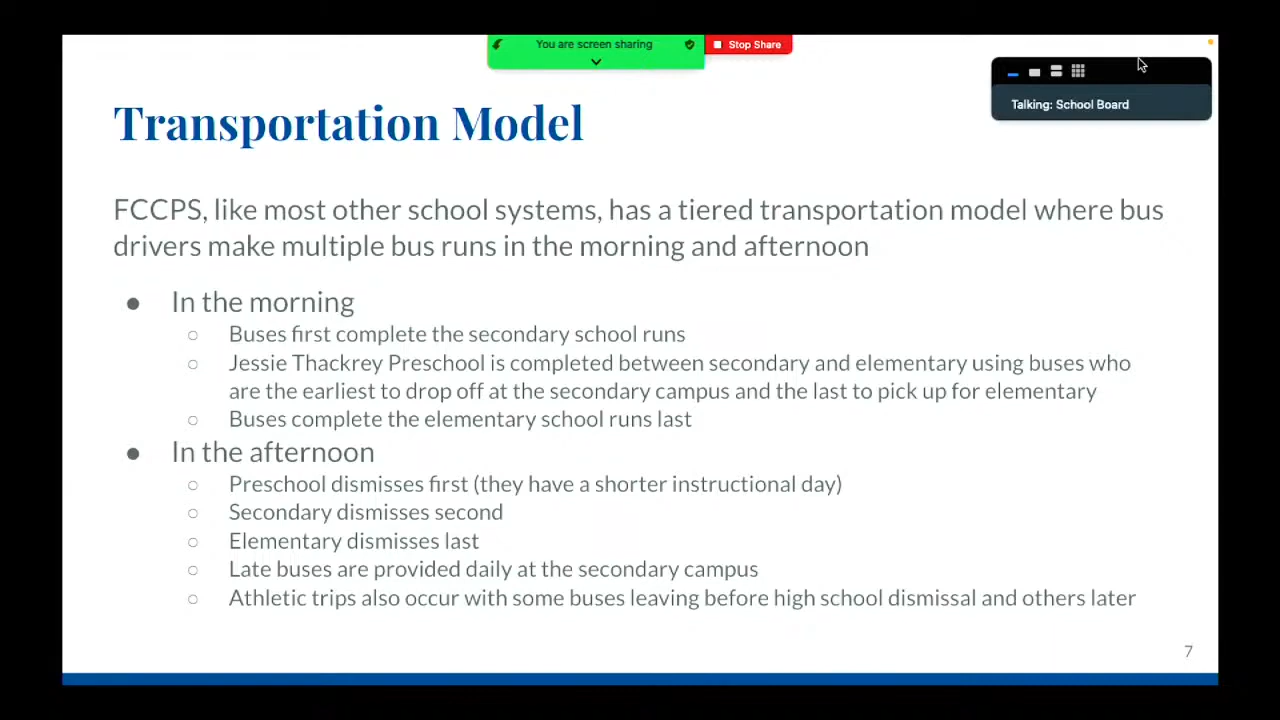 You are screen sharing
Stop Share
Talking: School Board
Transportation Model
FCCPS, like most other school systems, has a tiered transportation model where bus
drivers make multiple bus runs in the morning and afternoon
● In the morning
○ Buses first complete the secondary school runs
○ Jessie Thackrey Preschool is completed between secondary and elementary using buses who
are the earliest to drop off at the secondary campus and the last to pick up for elementary
○ Buses complete the elementary school runs last
● In the afternoon
○ Preschool dismisses first (they have a shorter instructional day)
○ Secondary dismisses second
○ Elementary dismisses last
○ Late buses are provided daily at the secondary campus
○ Athletic trips also occur with some buses leaving before high school dismissal and others later
7